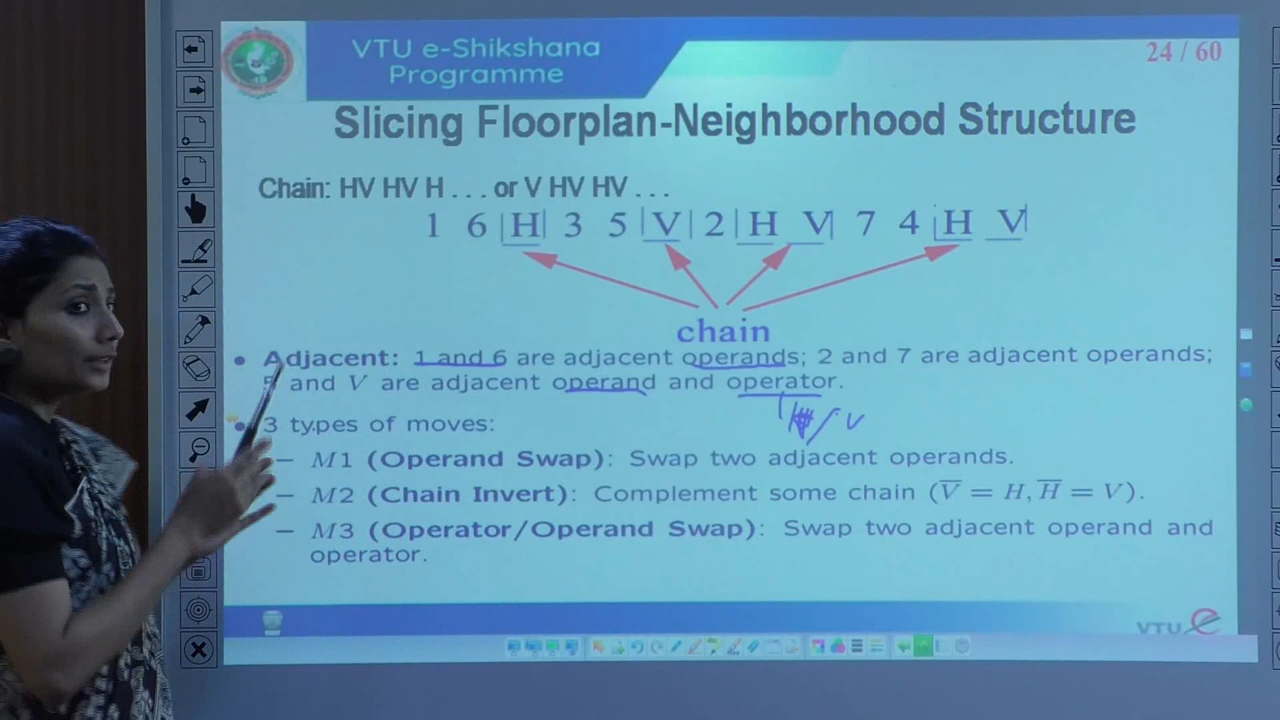 VTU e-Shikshana
Programme
24 / 60
Slicing Floorplan-Neighborhood Structure
Chain: HV HV H . . . or V HV HV . . .
1 6 H 3 5 V 2 H V 7 4 H V
chain
• Adjacent: 1 and 6 are adjacent operands; 2 and 7 are adjacent operands;
and V are adjacent operand and operator.
/ V
• 3 types of moves:
– M1 (Operand Swap): Swap two adjacent operands.
– M2 (Chain Invert): Complement some chain (V̅ = H, H̅ = V).
– M3 (Operator/Operand Swap): Swap two adjacent operand and
operator.
VTU e